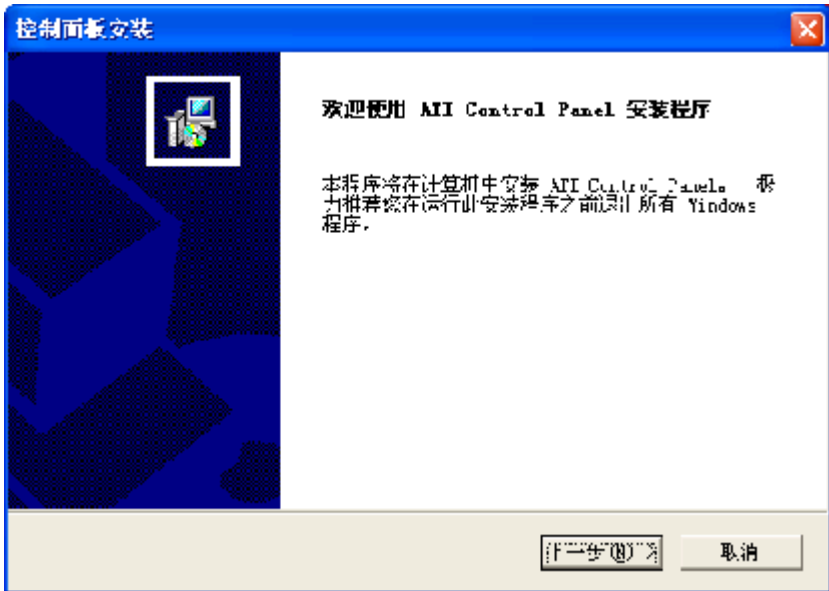 控制面板安装
欢迎使用 ATI Control Panel 安装程序
本程序将在计算机中安装 ATI Control Panel。 极
力推荐您在运行此安装程序之前退出所有 Windows
程序。
下一步(N) >
取消